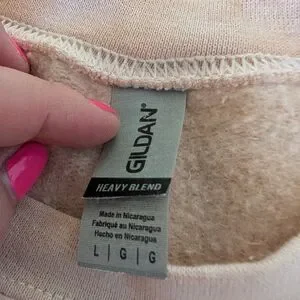 GILDAN
HEAVY BLEND
Made in Nicaragua
Fabriqué au Nicaragua
Hecho en Nicaragua
L | G | G